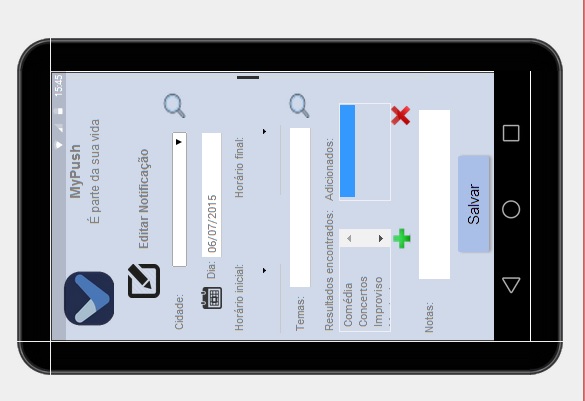 15:45
MyPush
É parte da sua vida
Editar Notificação
Cidade:
Dia: 06/07/2015
Horário inicial: Horário final:
Temas:
Resultados encontrados: Adicionados:
Comédia
Concertos
Improviso
Notas:
Salvar